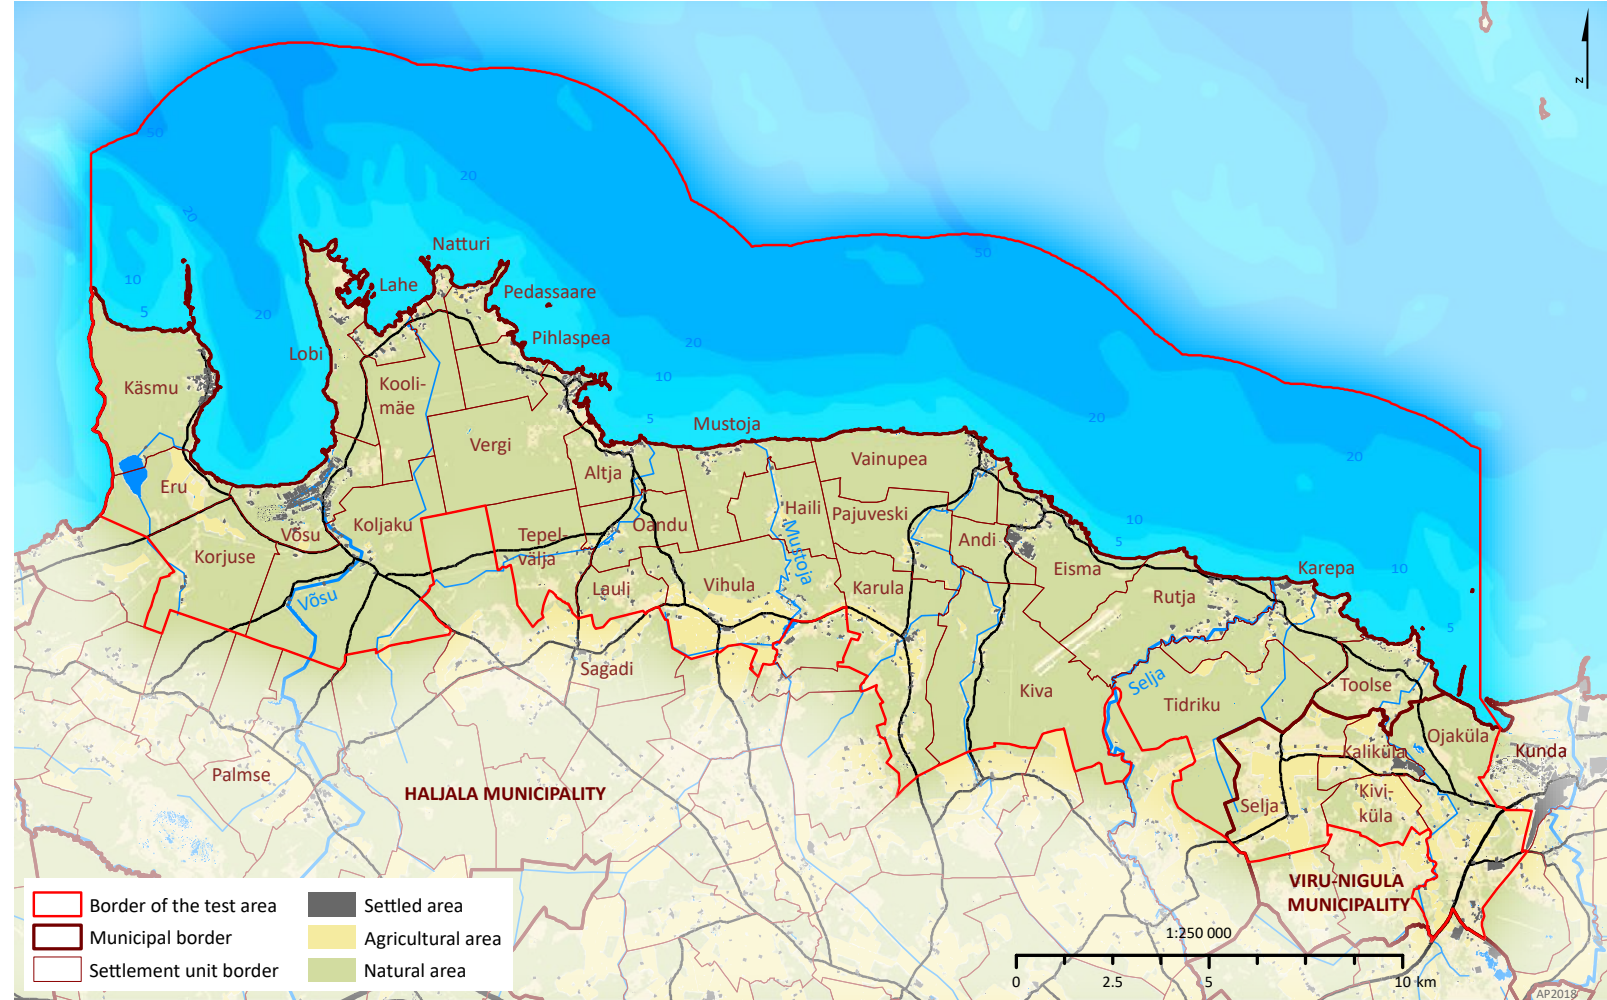 z
50
20
20
Natturi
10
Lahe
Pedassaare
5
20
50
Pihlaspea
20
Lobi
10
Käsmu
Kooli-
mäe
5
20
Mustoja
Vergi
Vainupea
20
Altja
Eru
Haili
Pajuveski
Koljaku
Oandu
10
Võsu
Tepel-
välja
Andi
5
Korjuse
Mustoja
Eisma
Karepa
10
Lauli
Vihula
Karula
Rutja
Võsu
5
Sagadi
Selja
Toolse
Kiva
Tidriku
Ojaküla
Kaliküla
Kunda
Palmse
HALJALA MUNICIPALITY
Selja
Kivi-
küla
VIRU-NIGULA
MUNICIPALITY
Border of the test area
Municipal border
Settlement unit border
Settled area
Agricultural area
Natural area
1:250 000
0 2.5 5 10 km
AP2018